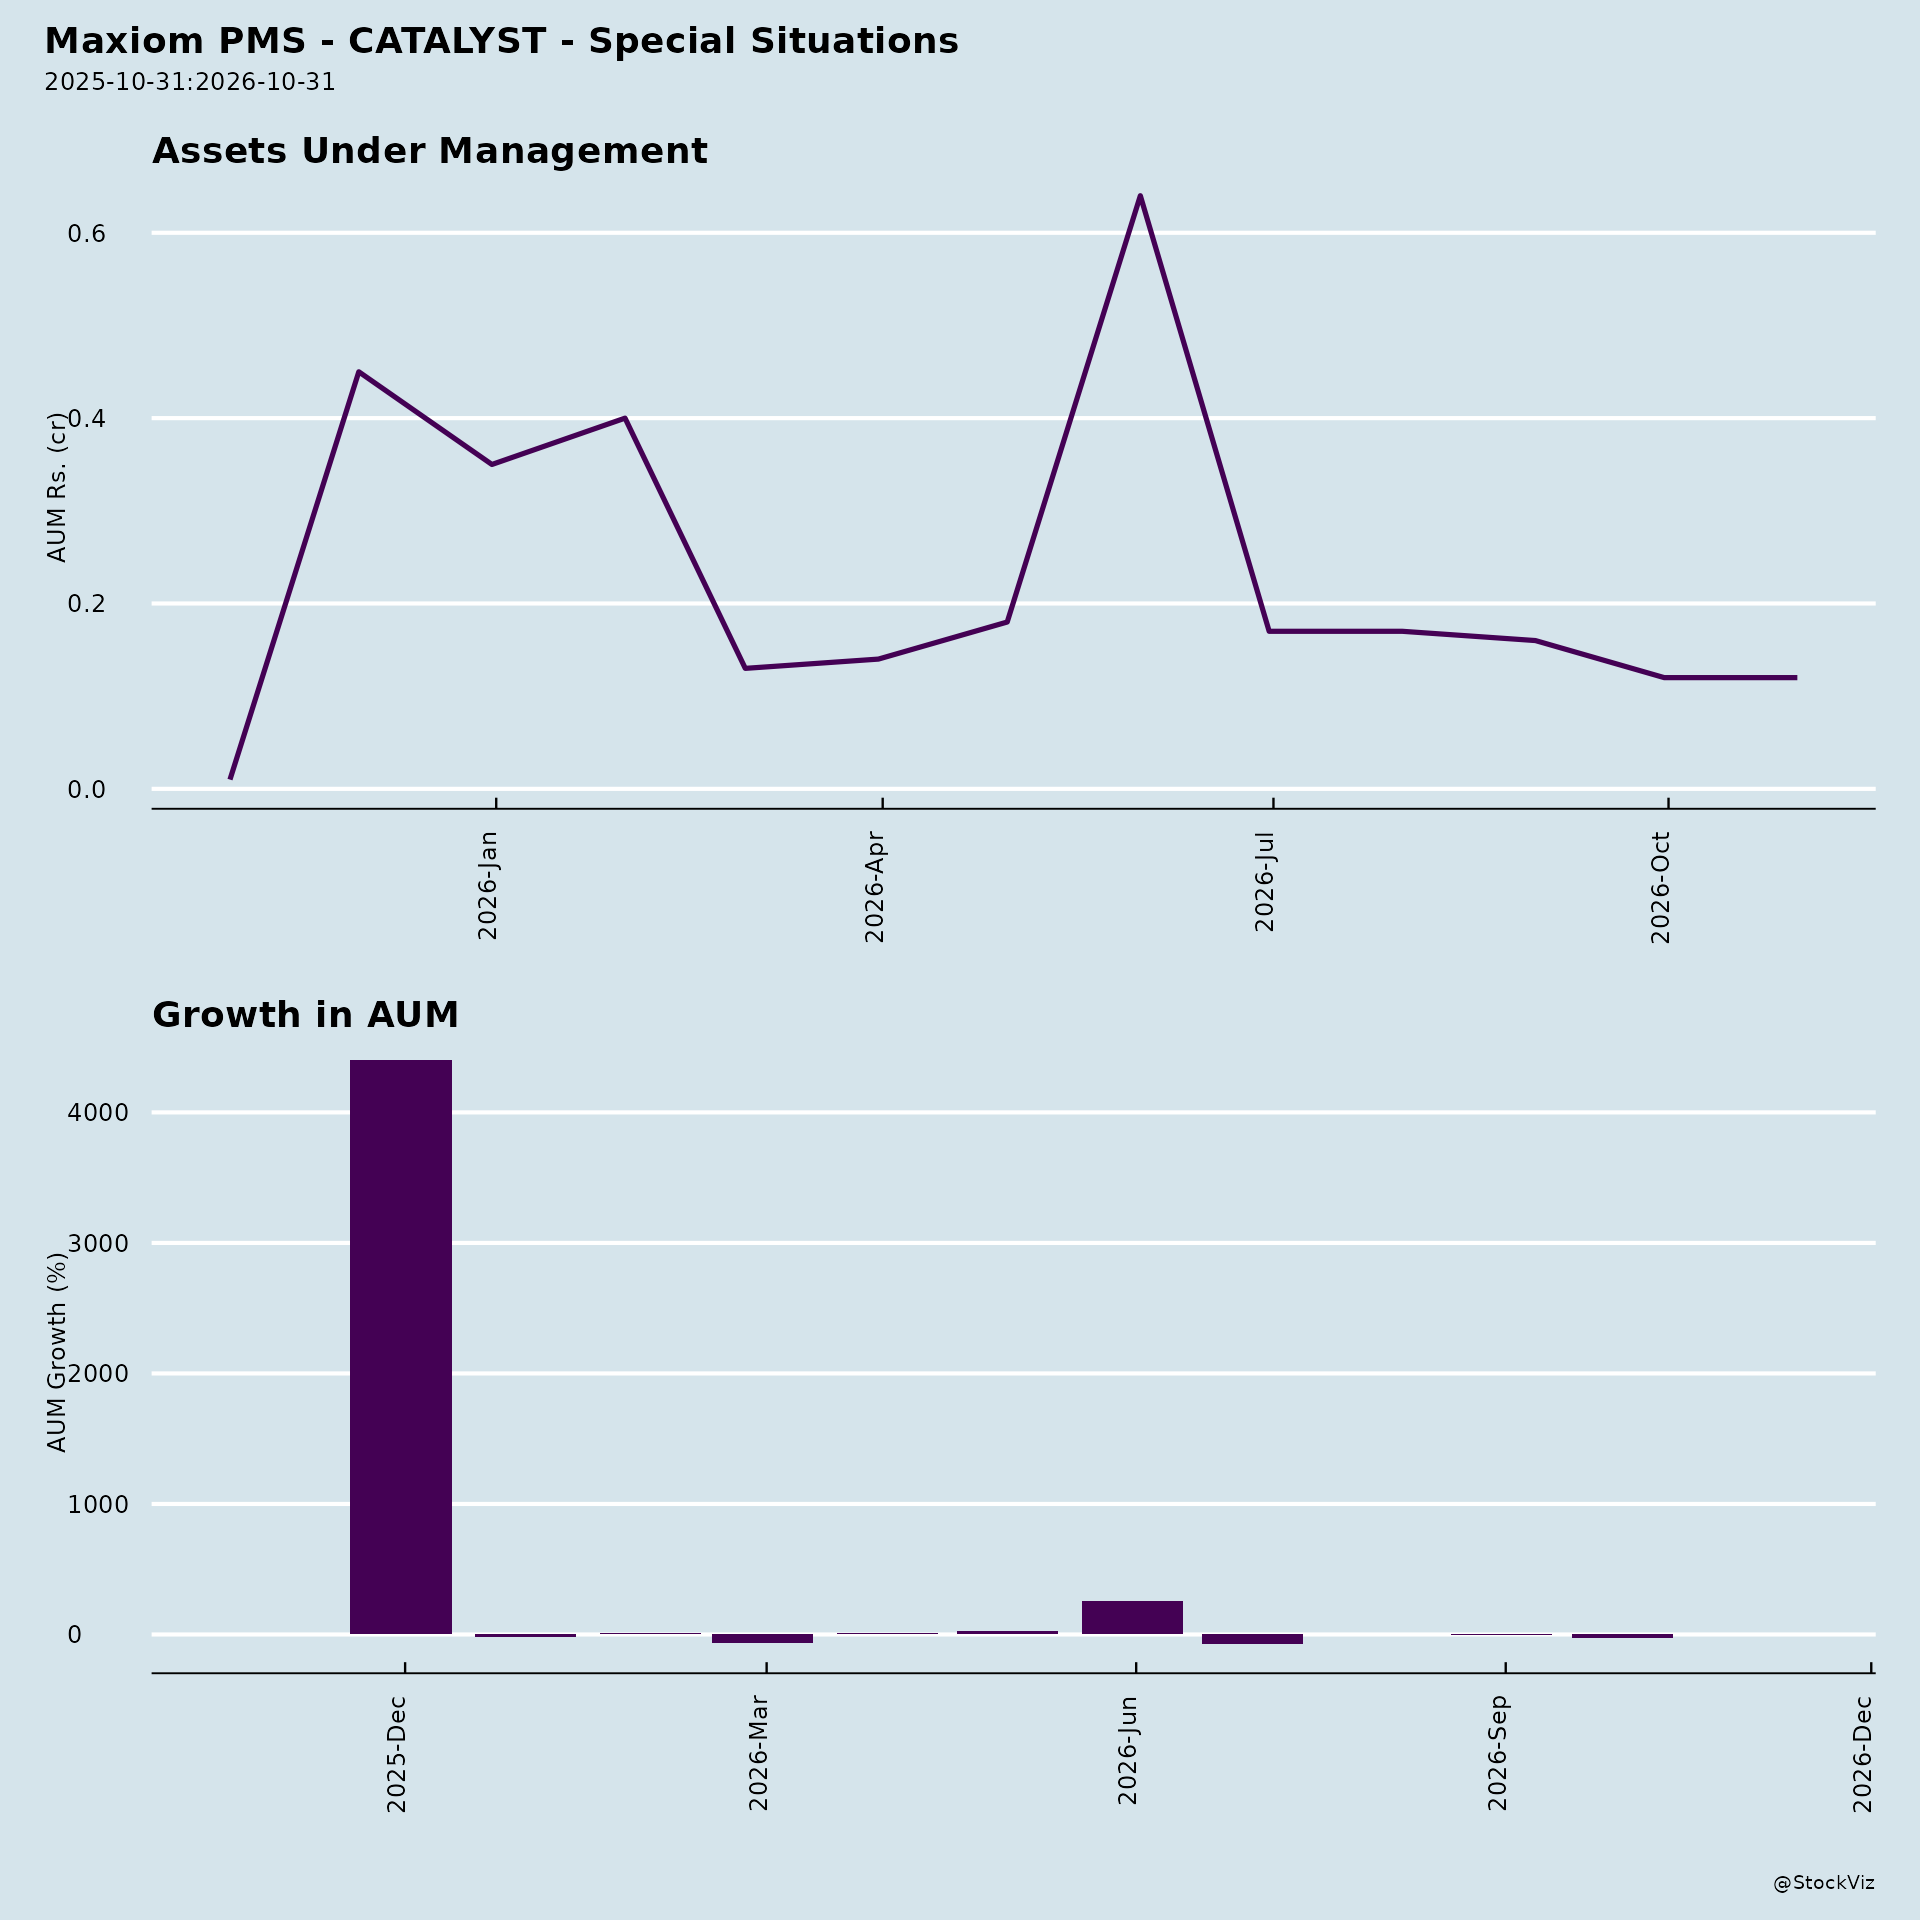 Maxiom PMS - CATALYST - Special Situations
2025-10-31:2026-10-31
Assets Under Management
AUM Rs. (cr)
0.6
0.4
0.2
0.0
2026-Jan
2026-Apr
2026-Jul
2026-Oct
Growth in AUM
AUM Growth (%)
4000
3000
2000
1000
0
2025-Dec
2026-Mar
2026-Jun
2026-Sep
2026-Dec
@StockViz